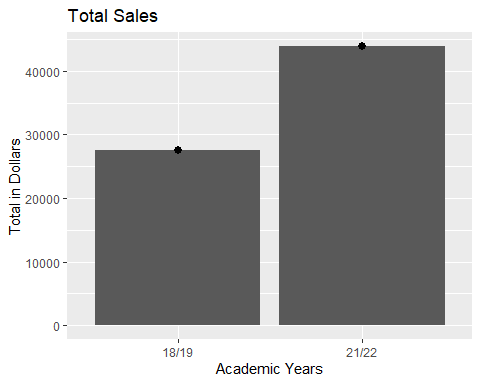 Total Sales
Total in Dollars
40000
30000
20000
10000
0
18/19
21/22
Academic Years